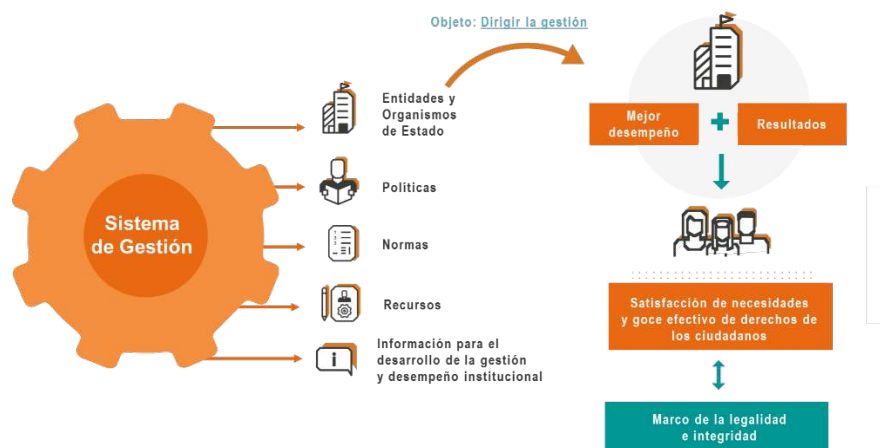 Objeto: Dirigir la gestión
Sistema
de Gestión
Entidades y
Organismos
de Estado
Políticas
Normas
Recursos
Información para el
desarrollo de la gestión
y desempeño institucional
Mejor
desempeño
Resultados
Satisfacción de necesidades
y goce efectivo de derechos de
los ciudadanos
Marco de la legalidad
e integridad